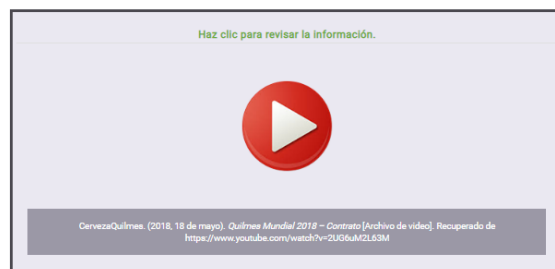 Haz clic para revisar la información.
CervezaQuilmes. (2018, 18 de mayo). Quilmes Mundial 2018 – Contrato [Archivo de video]. Recuperado de
https://www.youtube.com/watch?v=2UG6uM2L63M